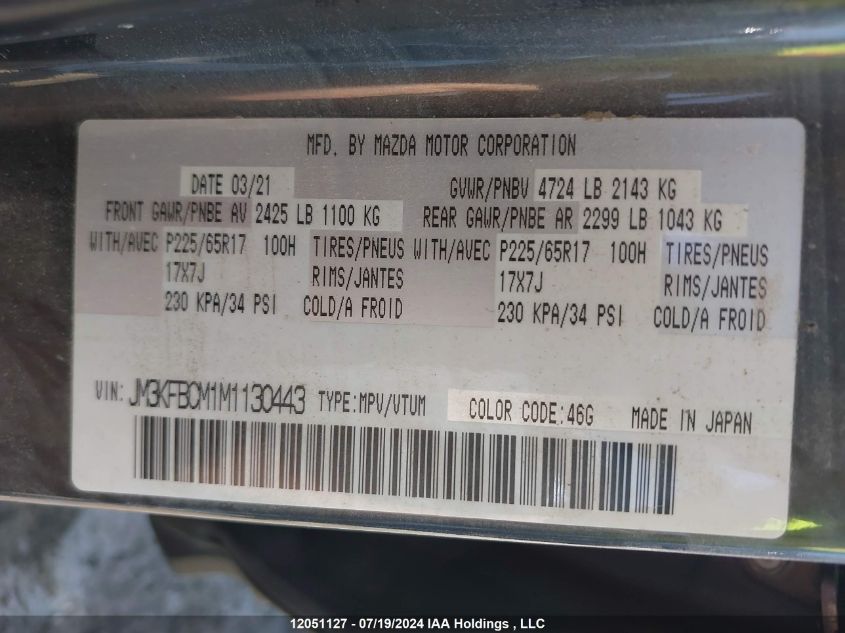 MFD. BY MAZDA MOTOR CORPORATION
DATE 03/21 GVWR/PNBV 4724 LB 2143 KG
FRONT GAWR/PNBE AV 2425 LB 1100 KG REAR GAWR/PNBE AR 2299 LB 1043 KG
WITH/AVEC P225/65R17 100H TIRES/PNEUS WITH/AVEC P225/65R17 100H TIRES/PNEUS
17X7J RIMS/JANTES 17X7J RIMS/JANTES
230 KPA/34 PSI COLD/A FROID 230 KPA/34 PSI COLD/A FROID
VIN: JM3KFBCM1M1130443 TYPE:MPV/VTUM COLOR CODE:46G MADE IN JAPAN
12051127 - 07/19/2024 IAA Holdings , LLC